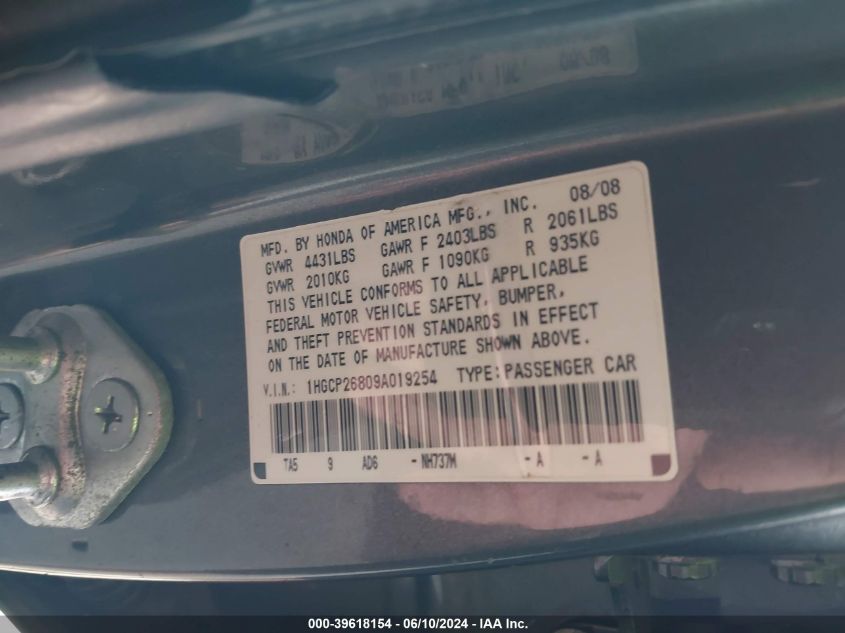 MFD. BY HONDA OF AMERICA MFG., INC. 08/08
GVWR 4431LBS GAWR F 2403LBS R 2061LBS
GVWR 2010KG GAWR F 1090KG R 935KG
THIS VEHICLE CONFORMS TO ALL APPLICABLE
FEDERAL MOTOR VEHICLE SAFETY, BUMPER,
AND THEFT PREVENTION STANDARDS IN EFFECT
ON THE DATE OF MANUFACTURE SHOWN ABOVE.
V.I.N.: 1HGCP26809A019254 TYPE:PASSENGER CAR
TA5 9 AD6 -NH737M -A -A
000-39618154 - 06/10/2024 - IAA Inc.